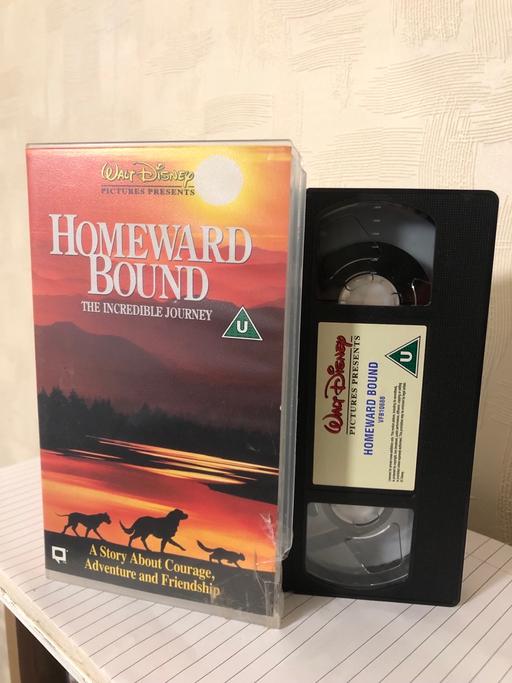 WALT DISNEY
PICTURES PRESENTS
HOMEWARD
BOUND
THE INCREDIBLE JOURNEY
U
A Story About Courage,
Adventure and Friendship
WALT DISNEY
PICTURES PRESENTS
HOMEWARD BOUND
VFB10688
U